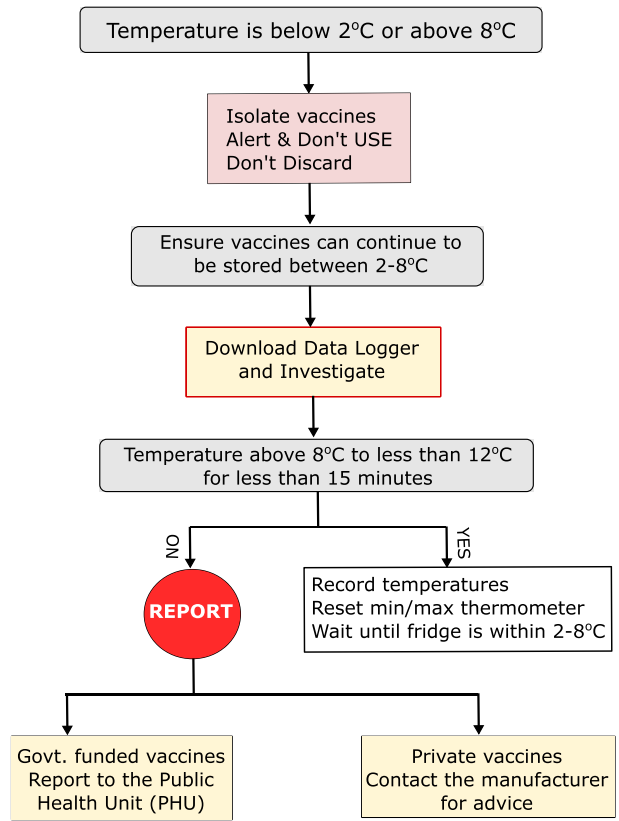 Temperature is below 2ºC or above 8ºC
Isolate vaccines
Alert & Don't USE
Don't Discard
Ensure vaccines can continue to
be stored between 2-8ºC
Download Data Logger
and Investigate
Temperature above 8ºC to less than 12ºC
for less than 15 minutes
NO
YES
REPORT
Record temperatures
Reset min/max thermometer
Wait until fridge is within 2-8ºC
Govt. funded vaccines
Report to the Public
Health Unit (PHU)
Private vaccines
Contact the manufacturer
for advice